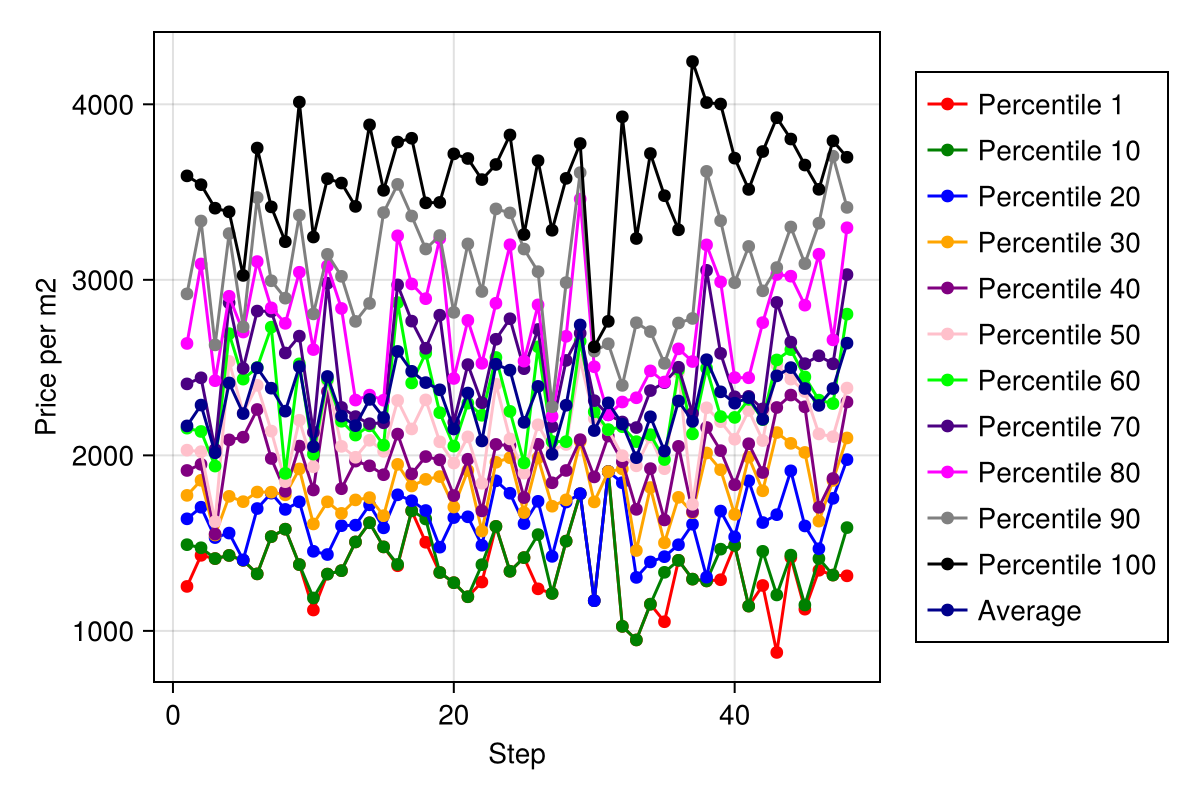 4000
3000
2000
1000
Price per m2
0
20
40
Step
Percentile 1
Percentile 10
Percentile 20
Percentile 30
Percentile 40
Percentile 50
Percentile 60
Percentile 70
Percentile 80
Percentile 90
Percentile 100
Average